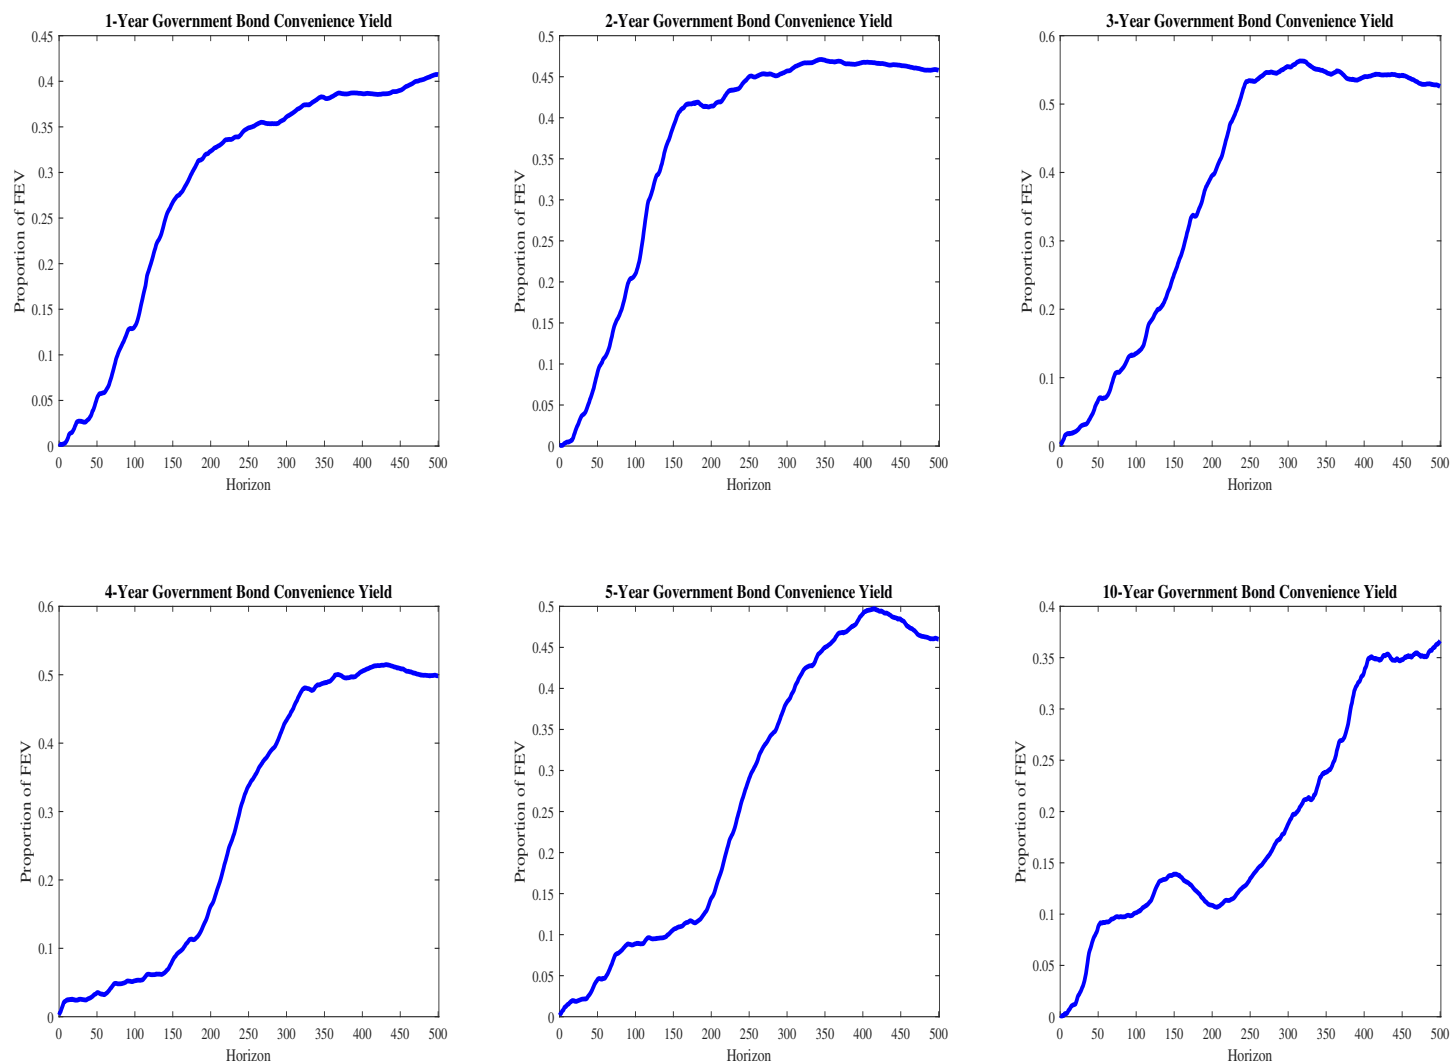 1-Year Government Bond Convenience Yield
Proportion of FEV
0.45
0.4
0.35
0.3
0.25
0.2
0.15
0.1
0.05
0
0 50 100 150 200 250 300 350 400 450 500
Horizon
2-Year Government Bond Convenience Yield
Proportion of FEV
0.5
0.45
0.4
0.35
0.3
0.25
0.2
0.15
0.1
0.05
0
0 50 100 150 200 250 300 350 400 450 500
Horizon
3-Year Government Bond Convenience Yield
Proportion of FEV
0.6
0.5
0.4
0.3
0.2
0.1
0
0 50 100 150 200 250 300 350 400 450 500
Horizon
4-Year Government Bond Convenience Yield
Proportion of FEV
0.6
0.5
0.4
0.3
0.2
0.1
0
0 50 100 150 200 250 300 350 400 450 500
Horizon
5-Year Government Bond Convenience Yield
Proportion of FEV
0.5
0.45
0.4
0.35
0.3
0.25
0.2
0.15
0.1
0.05
0
0 50 100 150 200 250 300 350 400 450 500
Horizon
10-Year Government Bond Convenience Yield
Proportion of FEV
0.4
0.35
0.3
0.25
0.2
0.15
0.1
0.05
0
0 50 100 150 200 250 300 350 400 450 500
Horizon